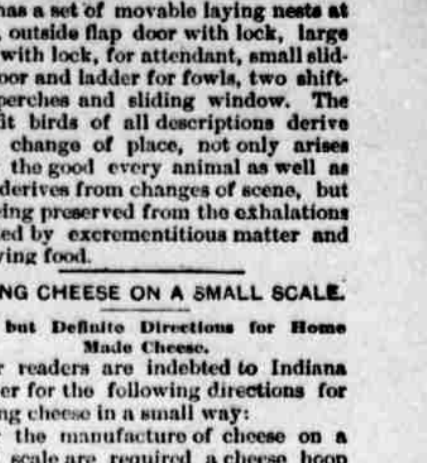 has a set of movable laying nests at
, outside flap door with lock, large
with lock, for attendant, small slid-
oor and ladder for fowls, two shift-
perches and sliding window. The
fit birds of all descriptions derive
change of place, not only arises
the good every animal as well as
derives from changes of scene, but
eing preserved from the exhalations
ed by excrementitious matter and
ying food.
NG CHEESE ON A SMALL SCALE.
but Definite Directions for Home
Made Cheese.
r readers are indebted to Indiana
er for the following directions for
ng cheese in a small way:
the manufacture of cheese on a
scale are required a cheese hoop